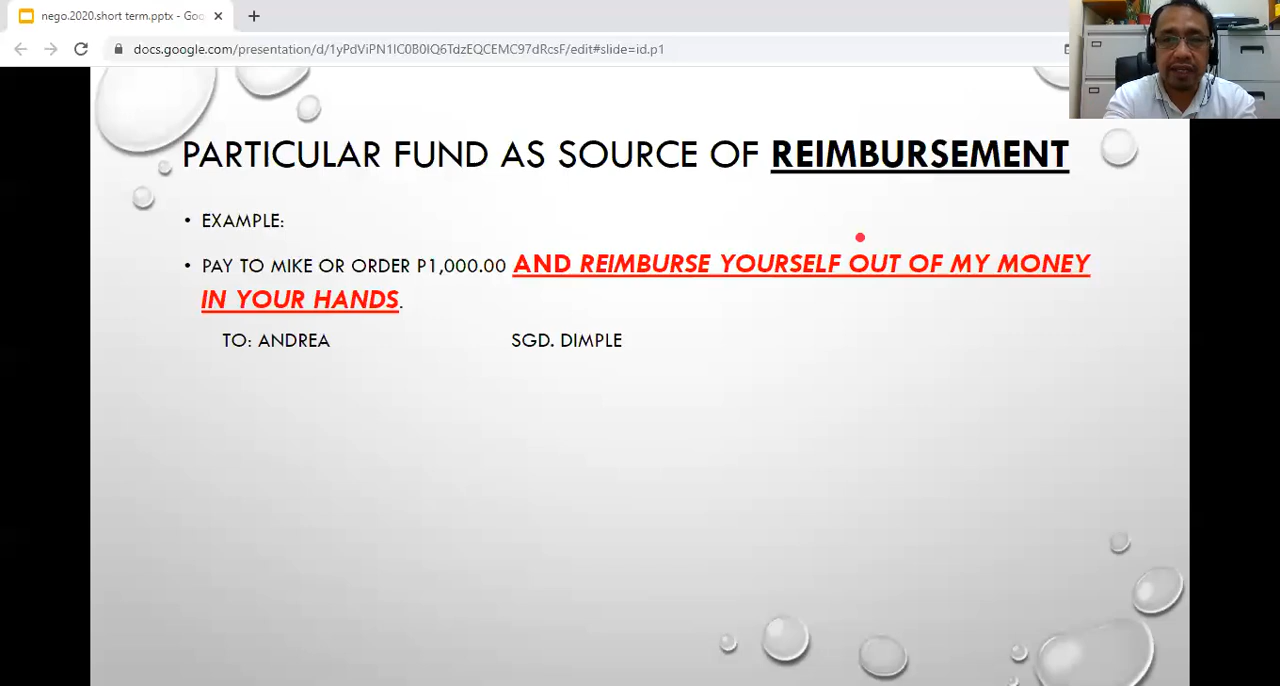 nego.2020.short term.pptx - Goo
docs.google.com/presentation/d/1yPdViPN1lC0B0IQ6TdzEQCEMC97dRcsF/edit#slide=id.p1
PARTICULAR FUND AS SOURCE OF REIMBURSEMENT
• EXAMPLE:
• PAY TO MIKE OR ORDER P1,000.00 AND REIMBURSE YOURSELF OUT OF MY MONEY
IN YOUR HANDS.
TO: ANDREA SGD. DIMPLE